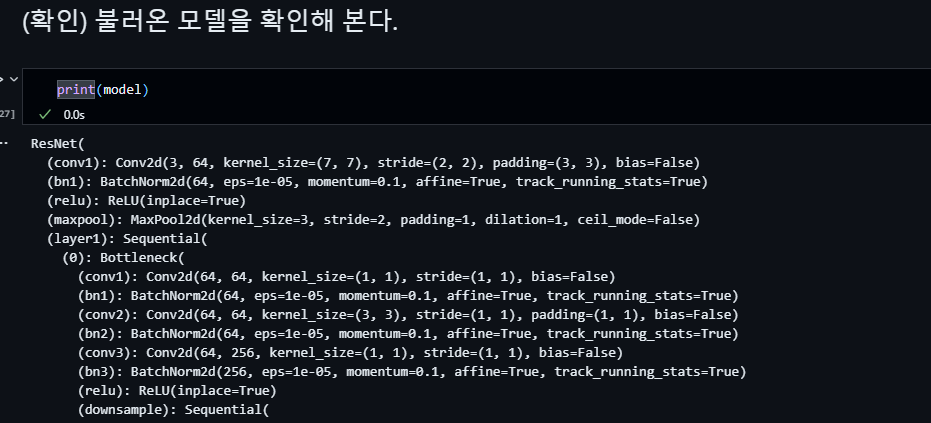 (확인) 불러온 모델을 확인해 본다.
print(model)
27]
0.0s
ResNet(
(conv1): Conv2d(3, 64, kernel_size=(7, 7), stride=(2, 2), padding=(3, 3), bias=False)
(bn1): BatchNorm2d(64, eps=1e-05, momentum=0.1, affine=True, track_running_stats=True)
(relu): ReLU(inplace=True)
(maxpool): MaxPool2d(kernel_size=3, stride=2, padding=1, dilation=1, ceil_mode=False)
(layer1): Sequential(
(0): Bottleneck(
(conv1): Conv2d(64, 64, kernel_size=(1, 1), stride=(1, 1), bias=False)
(bn1): BatchNorm2d(64, eps=1e-05, momentum=0.1, affine=True, track_running_stats=True)
(conv2): Conv2d(64, 64, kernel_size=(3, 3), stride=(1, 1), padding=(1, 1), bias=False)
(bn2): BatchNorm2d(64, eps=1e-05, momentum=0.1, affine=True, track_running_stats=True)
(conv3): Conv2d(64, 256, kernel_size=(1, 1), stride=(1, 1), bias=False)
(bn3): BatchNorm2d(256, eps=1e-05, momentum=0.1, affine=True, track_running_stats=True)
(relu): ReLU(inplace=True)
(downsample): Sequential(